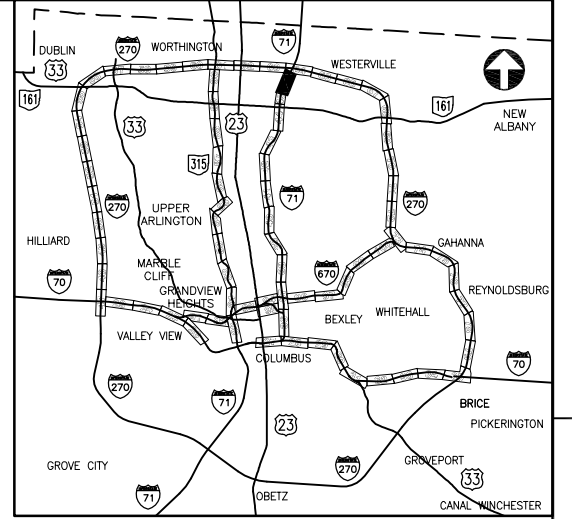 DUBLIN
33
270
WORTHINGTON
71
WESTERVILLE
161
33
23
161
NEW
ALBANY
315
71
270
270
UPPER
ARLINGTON
HILLIARD
GAHANNA
MARBLE
CLIFF
670
70
GRANDVIEW
HEIGHTS
REYNOLDSBURG
BEXLEY
WHITEHALL
VALLEY VIEW
COLUMBUS
70
270
71
BRICE
23
PICKERINGTON
GROVE CITY
270
GROVEPORT
33
71
OBETZ
CANAL WINCHESTER